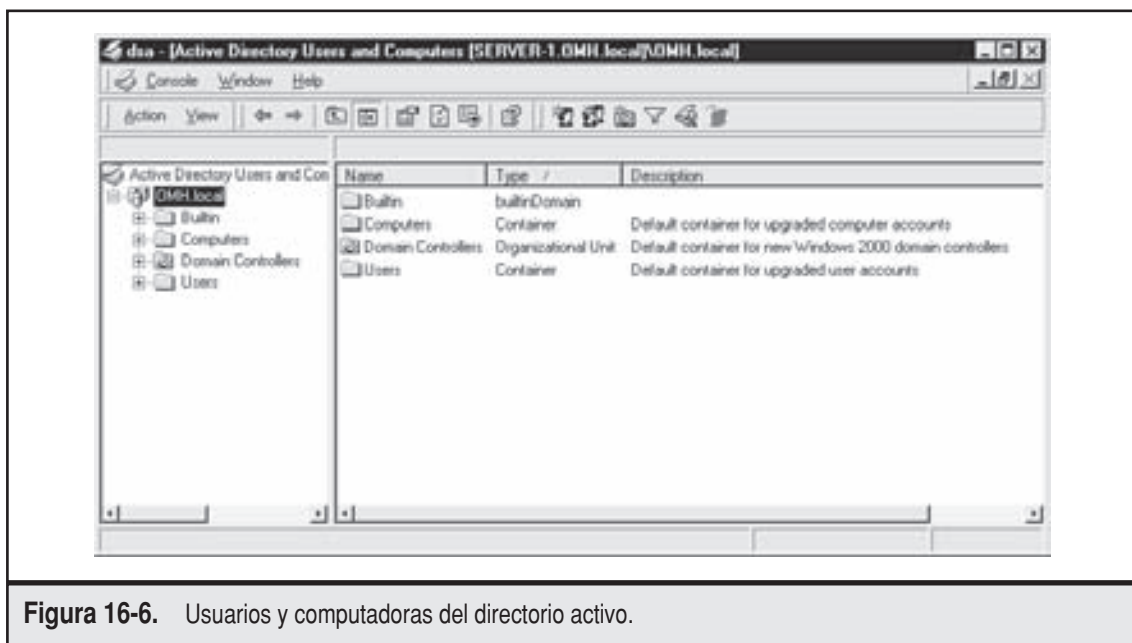 dsa - [Active Directory Users and Computers [SERVER-1.OMH.local]\OMH.local]
Console Window Help
Action View
Active Directory Users and Con
OMH.local
Builtin
Computers
Domain Controllers
Users
Name Type Description
Builtin builtinDomain
Computers Container Default container for upgraded computer accounts
Domain Controllers Organizational Unit Default container for new Windows 2000 domain controllers
Users Container Default container for upgraded user accounts
Figura 16-6. Usuarios y computadoras del directorio activo.